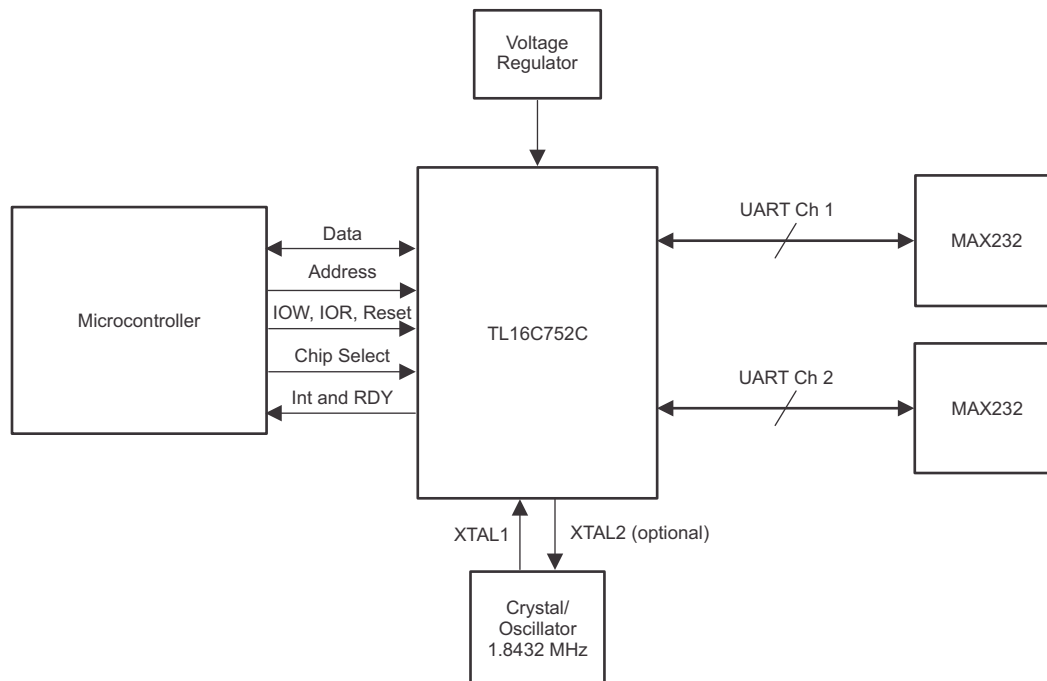 Voltage
Regulator
Microcontroller
Data
Address
IOW, IOR, Reset
Chip Select
Int and RDY
TL16C752C
UART Ch 1
MAX232
UART Ch 2
MAX232
XTAL1
XTAL2 (optional)
Crystal/
Oscillator
1.8432 MHz